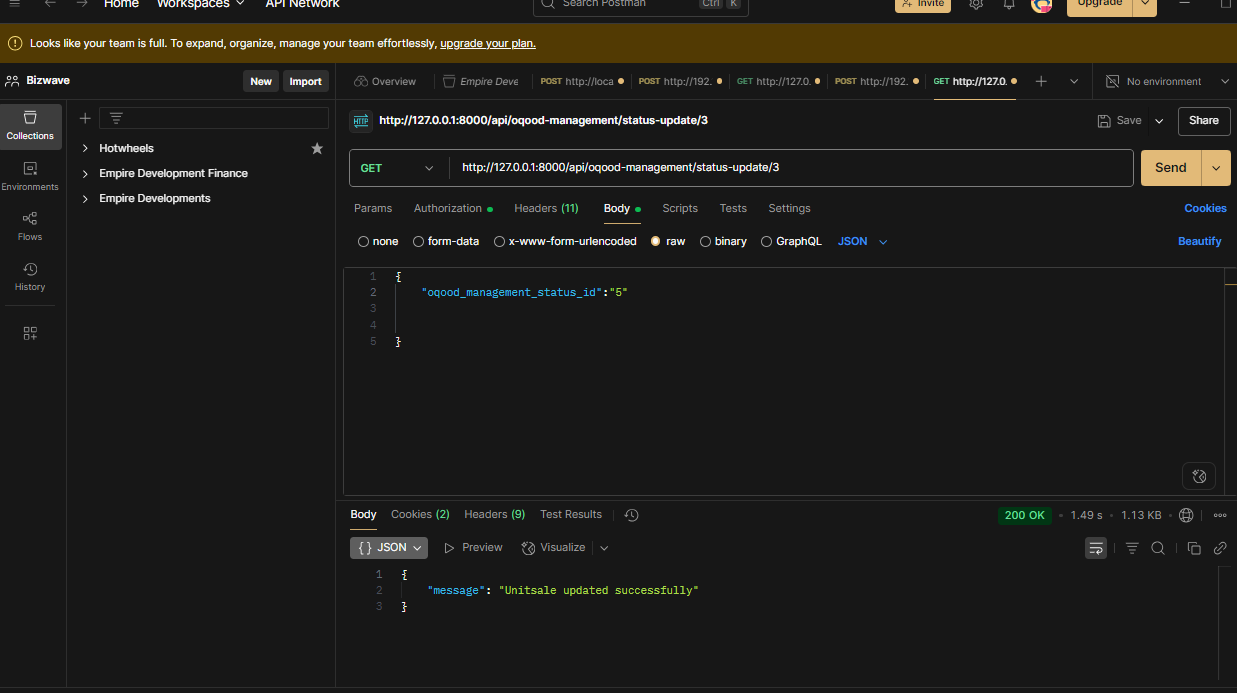 Home Workspaces API Network Search Postman Ctrl K Invite Upgrade
Looks like your team is full. To expand, organize, manage your team effortlessly, upgrade your plan.
Bizwave New Import
Overview Empire Deve POST http://loca POST http://192. GET http://127.0. POST http://192. GET http://127.0. No environment
Collections
Environments
Flows
History
Hotwheels
Empire Development Finance
Empire Developments
HTTP http://127.0.0.1:8000/api/oqood-management/status-update/3 Save Share
GET http://127.0.0.1:8000/api/oqood-management/status-update/3 Send
Params Authorization Headers (11) Body Scripts Tests Settings Cookies
none form-data x-www-form-urlencoded raw binary GraphQL JSON Beautify
1 {
2 "oqood_management_status_id":"5"
3
4
5 }
Body Cookies (2) Headers (9) Test Results 200 OK • 1.49 s • 1.13 KB •
{ } JSON Preview Visualize
1 {
2 "message": "Unitsale updated successfully"
3 }